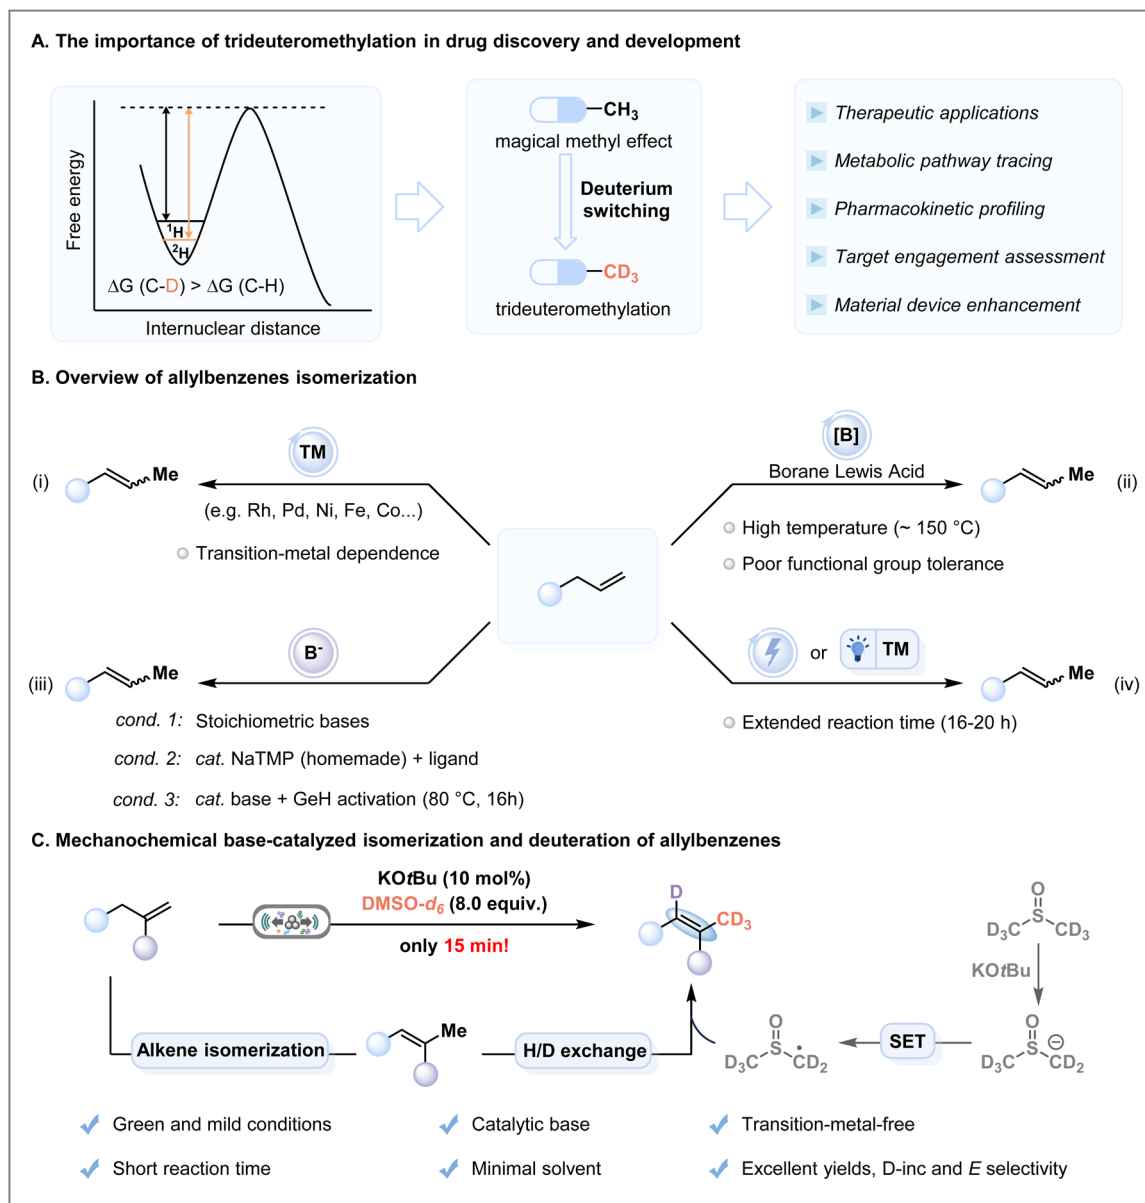 A. The importance of trideuteromethylation in drug discovery and development
Free energy
¹H
²H
ΔG (C-D) > ΔG (C-H)
Internuclear distance
CH₃
magical methyl effect
Deuterium
switching
CD₃
trideuteromethylation
Therapeutic applications
Metabolic pathway tracing
Pharmacokinetic profiling
Target engagement assessment
Material device enhancement
B. Overview of allylbenzenes isomerization
(i)
Me
TM
(e.g. Rh, Pd, Ni, Fe, Co...)
Transition-metal dependence
[B]
Borane Lewis Acid
Me
(ii)
High temperature (~ 150 °C)
Poor functional group tolerance
(iii)
Me
B⁻
cond. 1: Stoichiometric bases
cond. 2: cat. NaTMP (homemade) + ligand
cond. 3: cat. base + GeH activation (80 °C, 16h)
or
TM
Me
(iv)
Extended reaction time (16-20 h)
C. Mechanochemical base-catalyzed isomerization and deuteration of allylbenzenes
KOtBu (10 mol%)
DMSO-d₆ (8.0 equiv.)
only 15 min!
D
CD₃
O
S
D₃C CD₃
KOtBu
Alkene isomerization
Me
H/D exchange
O
S
D₃C •CD₂
SET
O
S ⊖
D₃C CD₂
Green and mild conditions
Catalytic base
Transition-metal-free
Short reaction time
Minimal solvent
Excellent yields, D-inc and E selectivity